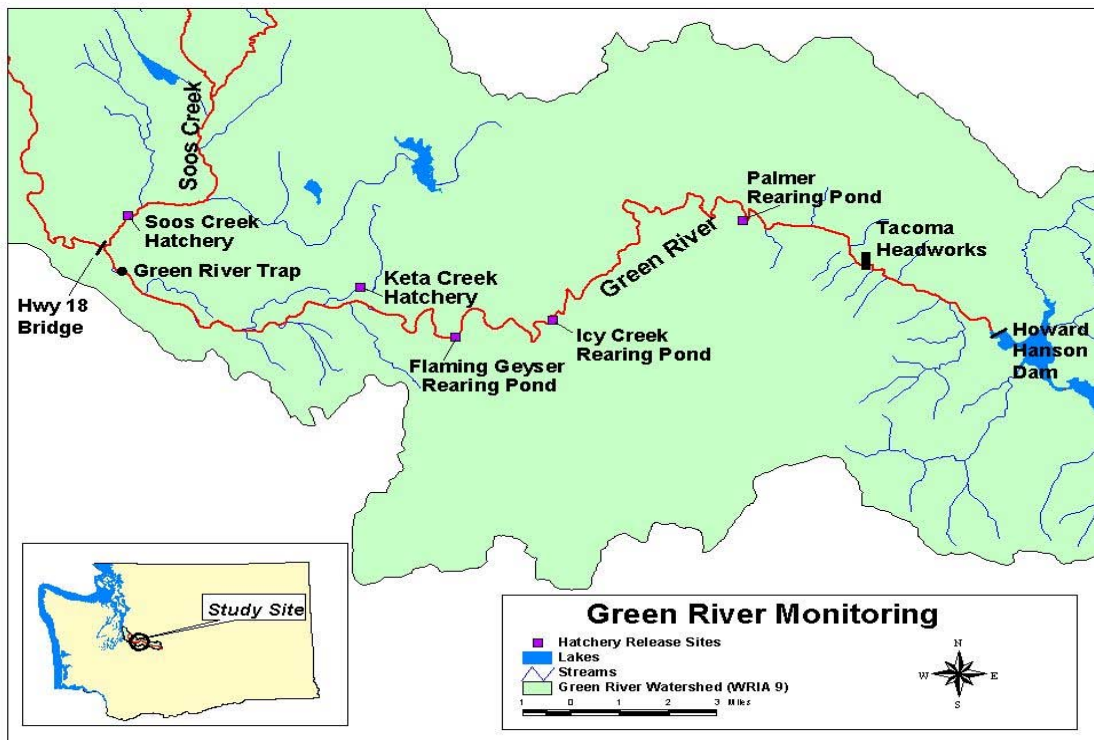 Soos Creek
Soos Creek
Hatchery
Green River Trap
Hwy 18
Bridge
Keta Creek
Hatchery
Flaming Geyser
Rearing Pond
Icy Creek
Rearing Pond
Green River
Palmer
Rearing Pond
Tacoma
Headworks
Howard
Hanson
Dam
Study Site
Green River Monitoring
Hatchery Release Sites
Lakes
Streams
Green River Watershed (WRIA 9)
1 0 1 2 3 Miles
N
W E
S